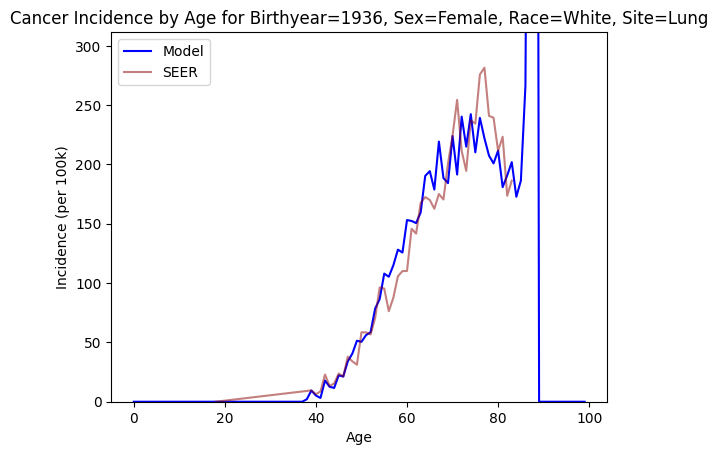 Cancer Incidence by Age for Birthyear=1936, Sex=Female, Race=White, Site=Lung
Model
SEER
300
250
200
150
100
50
0
Incidence (per 100k)
0 20 40 60 80 100
Age